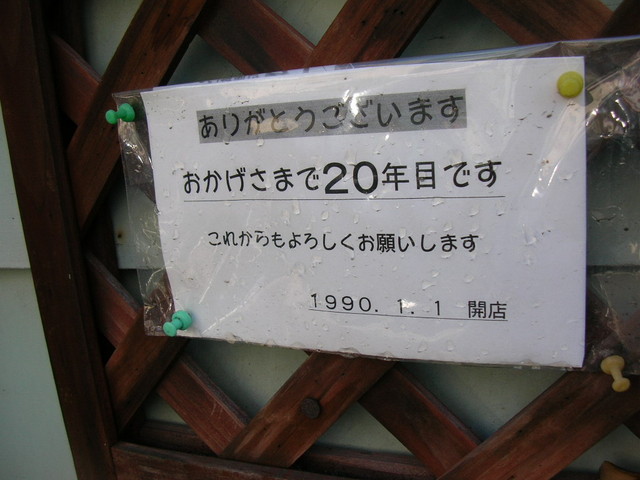 ありがとうございます
おかげさまで20年目です
これからもよろしくお願いします
1990.1.1 開店